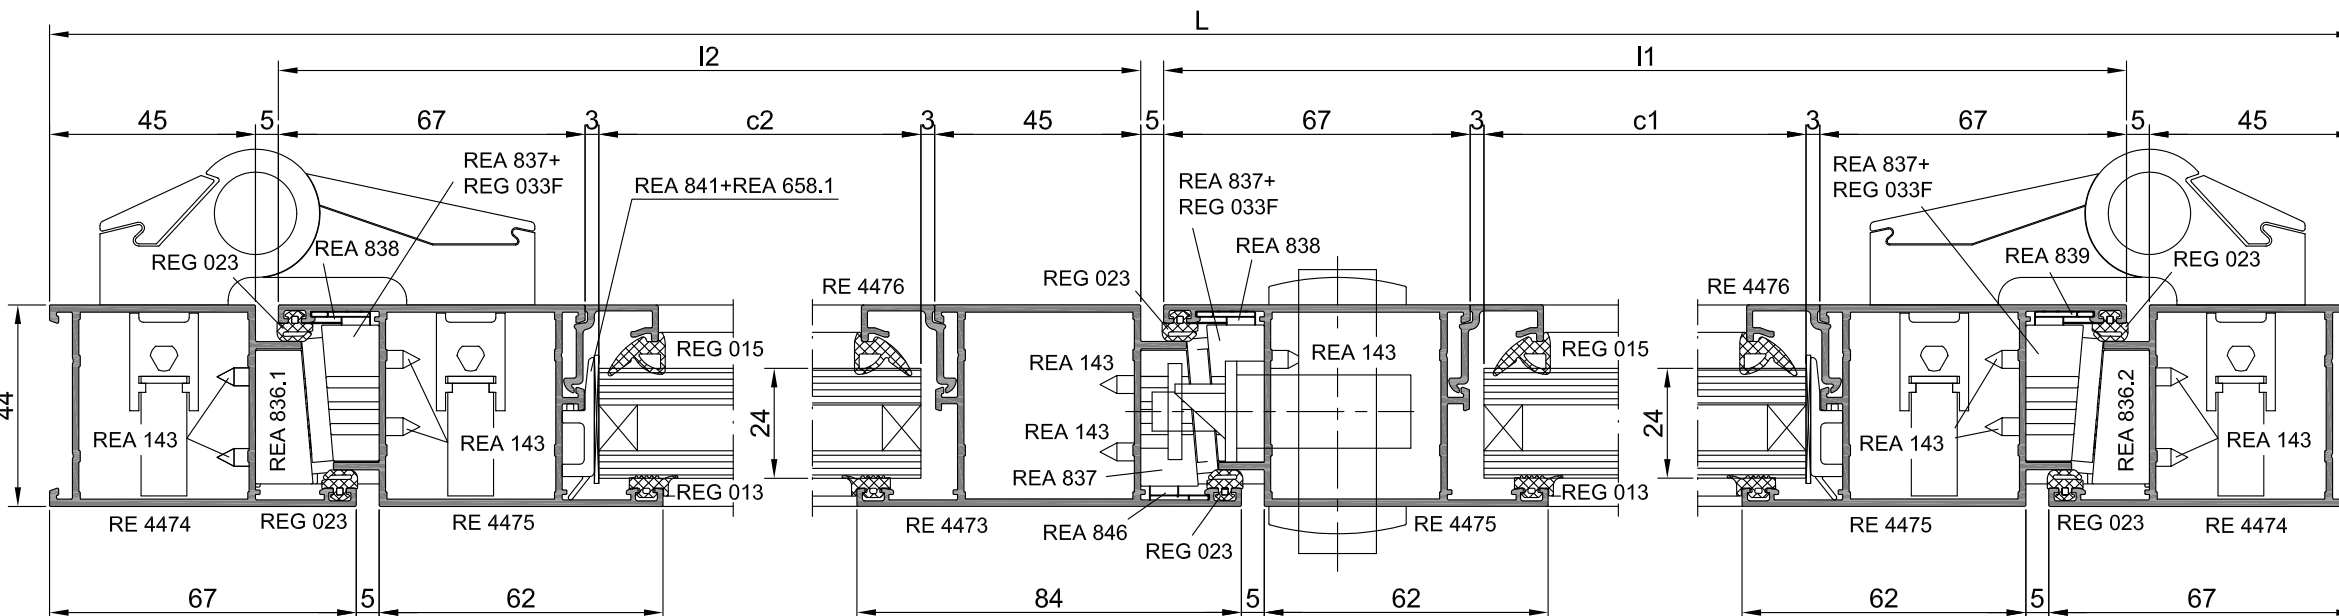 L
l2
l1
45
5
67
3
c2
3
45
5
67
3
c1
3
67
5
45
REA 837+
REG 033F
REA 841+REA 658.1
REA 837+
REG 033F
REA 837+
REG 033F
REG 023
REA 838
REG 023
REA 838
REA 839
REG 023
RE 4476
RE 4476
REG 015
REA 143
REA 143
REG 015
44
24
24
REA 836.1
REA 836.2
REA 143
REA 143
REA 143
REA 143
REA 143
REA 837
REG 013
REG 013
RE 4474
REG 023
RE 4475
RE 4473
REA 846
REG 023
RE 4475
RE 4475
REG 023
RE 4474
67
5
62
84
5
62
62
5
67